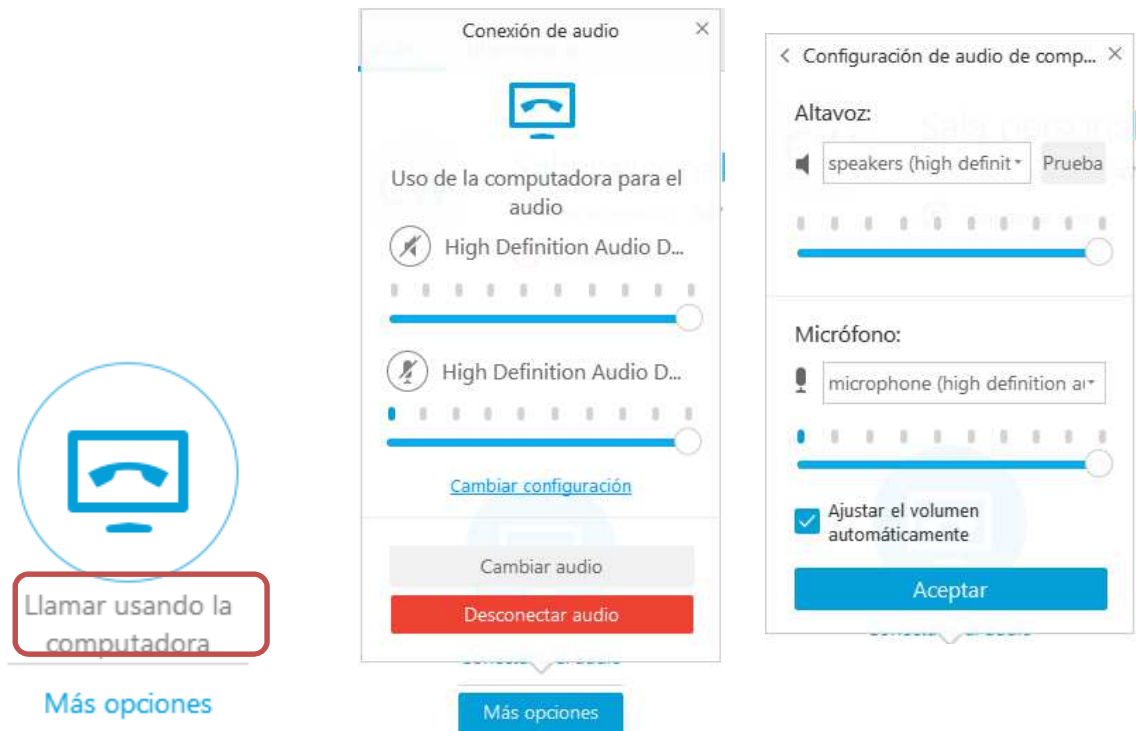 Llamar usando la
computadora
Más opciones
Conexión de audio
Uso de la computadora para el
audio
High Definition Audio D...
High Definition Audio D...
Cambiar configuración
Cambiar audio
Desconectar audio
Más opciones
Configuración de audio de comp...
Altavoz:
speakers (high definit
Prueba
Micrófono:
microphone (high definition au
Ajustar el volumen
automáticamente
Aceptar